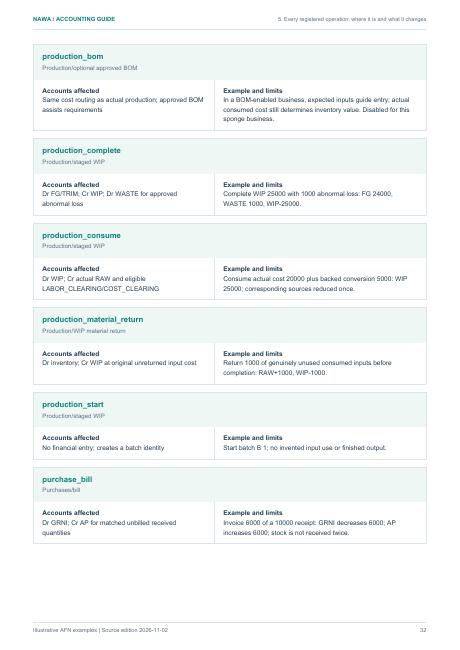 NAWA / ACCOUNTING GUIDE
5. Every registered operation: where it is and what it changes
production_bom
Production/optional approved BOM
Accounts affected
Same cost routing as actual production; approved BOM
assists requirements
Example and limits
In a BOM-enabled business, expected inputs guide entry; actual
consumed cost still determines inventory value. Disabled for this
sponge business.
production_complete
Production/staged WIP
Accounts affected
Dr FG/TRIM; Cr WIP; Dr WASTE for approved
abnormal loss
Example and limits
Complete WIP 25000 with 1000 abnormal loss: FG 24000,
WASTE 1000, WIP-25000.
production_consume
Production/staged WIP
Accounts affected
Dr WIP; Cr actual RAW and eligible
LABOR_CLEARING/COST_CLEARING
Example and limits
Consume actual cost 20000 plus backed conversion 5000: WIP
25000; corresponding sources reduced once.
production_material_return
Production/WIP material return
Accounts affected
Dr inventory; Cr WIP at original unreturned input cost
Example and limits
Return 1000 of genuinely unused consumed inputs before
completion: RAW+1000, WIP-1000.
production_start
Production/staged WIP
Accounts affected
No financial entry; creates a batch identity
Example and limits
Start batch B 1; no invented input use or finished output.
purchase_bill
Purchases/bill
Accounts affected
Dr GRNI; Cr AP for matched unbilled received
quantities
Example and limits
Invoice 6000 of a 10000 receipt: GRNI decreases 6000; AP
increases 6000; stock is not received twice.
Illustrative AFN examples | Source edition 2026-11-02
32